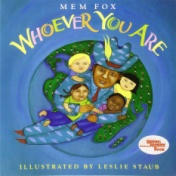 MEM FOX
WHOEVER YOU ARE
ILLUSTRATED BY LESLIE STAUB